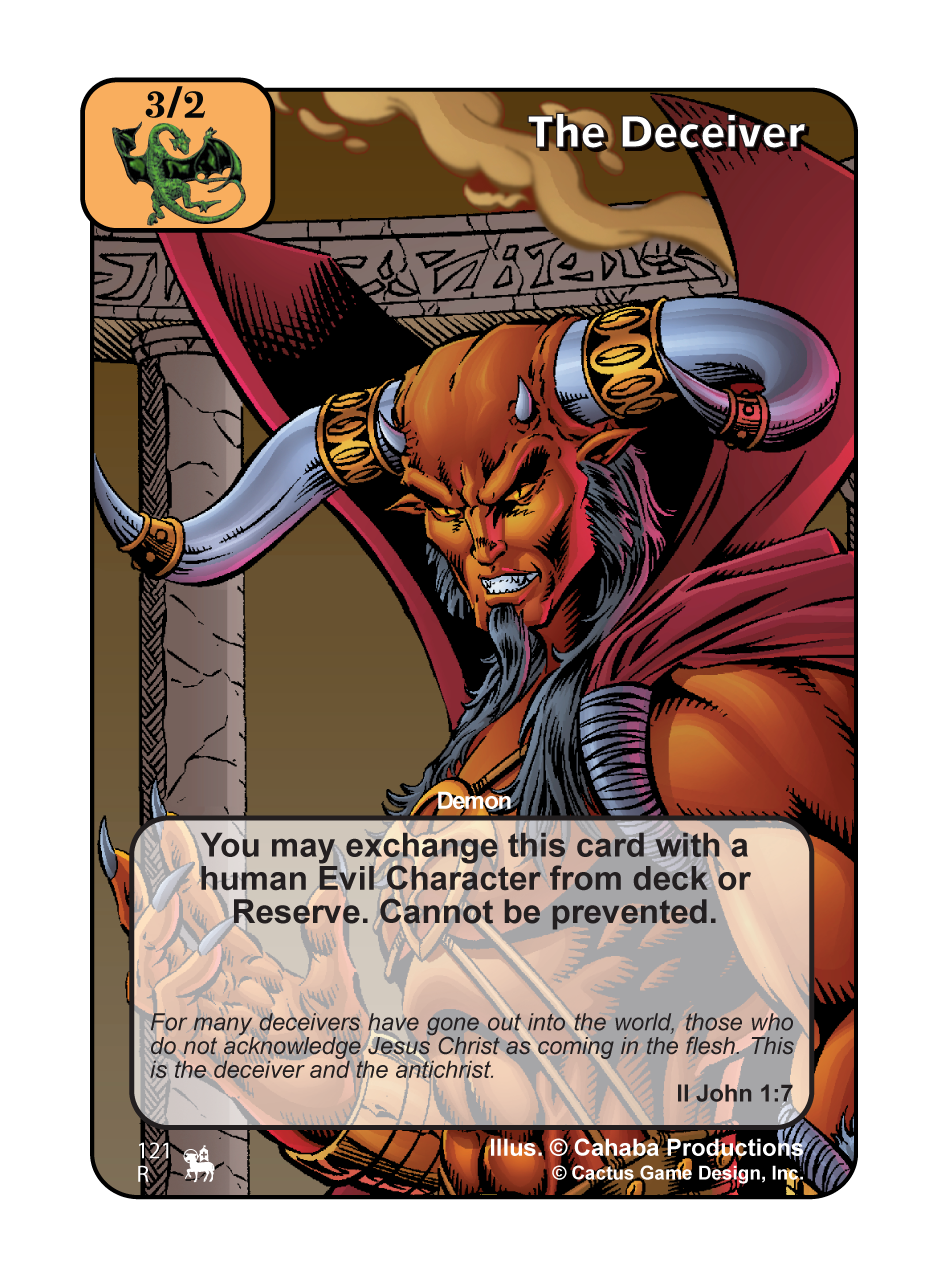 3/2
The Deceiver
Demon
You may exchange this card with a
human Evil Character from deck or
Reserve. Cannot be prevented.
For many deceivers have gone out into the world, those who
do not acknowledge Jesus Christ as coming in the flesh. This
is the deceiver and the antichrist.
II John 1:7
121
R
Illus. © Cahaba Productions
© Cactus Game Design, Inc.